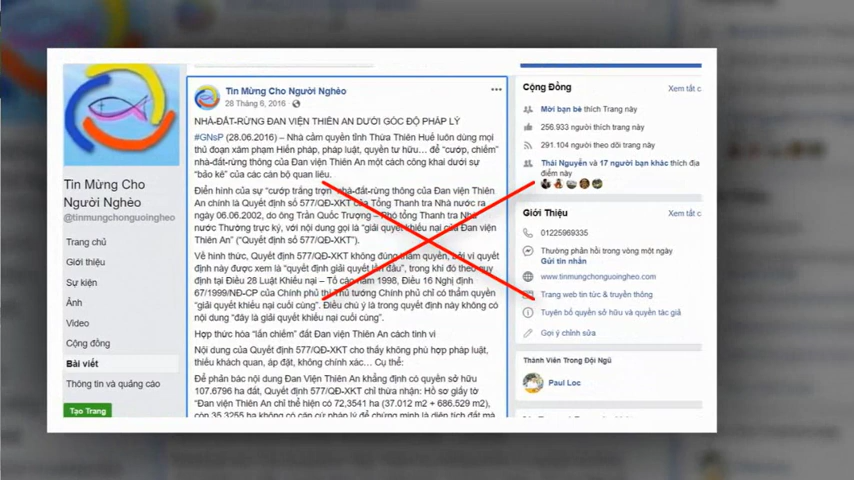 Tin Mừng Cho Người Nghèo
@tinmungchonguoingheo
Trang chủ
Giới thiệu
Sự kiện
Ảnh
Video
Cộng đồng
Bài viết
Thông tin và quảng cáo
Tạo Trang
Tin Mừng Cho Người Nghèo
28 Tháng 6, 2016
NHÀ-ĐẤT-RỪNG ĐAN VIỆN THIÊN AN DƯỚI GÓC ĐỘ PHÁP LÝ
#GNsP (28.06.2016) – Nhà cầm quyền tỉnh Thừa Thiên Huế luôn dùng mọi
thủ đoạn xâm phạm Hiến pháp, pháp luật, quyền tư hữu… để “cướp, chiếm”
nhà-đất-rừng thông của Đan viện Thiên An một cách công khai dưới sự
“bảo kê” của các cán bộ quan liêu.
Điển hình của sự “cướp trắng trợn” nhà-đất-rừng thông của Đan viện Thiên
An chính là Quyết định số 577/QĐ-XKT của Tổng Thanh tra Nhà nước ra
ngày 06.06.2002, do ông Trần Quốc Trượng – Phó tổng Thanh tra Nhà
nước Thường trực ký, với nội dung gọi là “giải quyết khiếu nại của Đan viện
Thiên An” (“Quyết định số 577/QĐ-XKT”).
Về hình thức, Quyết định 577/QĐ-XKT không đúng thẩm quyền, bởi vì quyết
định này được xem là “quyết định giải quyết lần đầu”, trong khi đó theo quy
định tại Điều 28 Luật Khiếu nại – Tố cáo năm 1998, Điều 16 Nghị định
67/1999/NĐ-CP của Chính phủ thì Thủ tướng Chính phủ chỉ có thẩm quyền
“giải quyết khiếu nại cuối cùng”. Điều chú ý là trong quyết định này không có
nội dung “đây là giải quyết khiếu nại cuối cùng”.
Hợp thức hóa “lấn chiếm” đất Đan viện Thiên An cách tinh vi
Nội dung của Quyết định 577/QĐ-XKT cho thấy không phù hợp pháp luật,
thiếu khách quan, áp đặt, không chính xác… Cụ thể:
Để phản bác nội dung Đan Viện Thiên An khẳng định có quyền sở hữu
107.6796 ha đất, Quyết định 577/QĐ-XKT chỉ thừa nhận: Hồ sơ giấy tờ
“Đan viện Thiên An chỉ thể hiện có 72,3541 ha (37.012 m2 + 686.529 m2),
còn 35,3255 ha không có căn cứ pháp lý để chứng minh là diện tích đất mà
Cộng Đồng
Xem tất c
Mời bạn bè thích Trang này
256.933 người thích trang này
291.104 người theo dõi trang này
Thái Nguyên và 17 người bạn khác thích địa
điểm này
Giới Thiệu
Xem tất c
01225969335
Thường phản hồi trong vòng một ngày
Gửi tin nhắn
www.tinmungchonguoingheo.com
Trang web tin tức & truyền thông
Tuyên bố quyền sở hữu và quyền tác giả
Gợi ý chỉnh sửa
Thành Viên Trong Đội Ngũ
Paul Loc